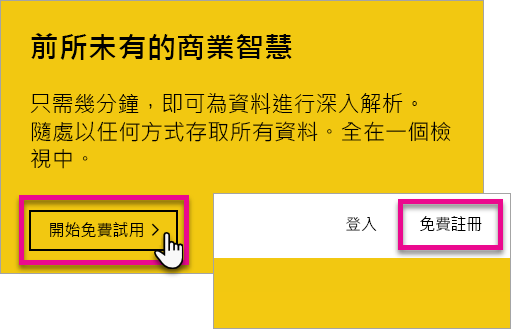 前所未有的商業智慧
只需幾分鐘，即可為資料進行深入解析。
隨處以任何方式存取所有資料。全在一個檢
視中。
開始免費試用 >
登入 免費註冊